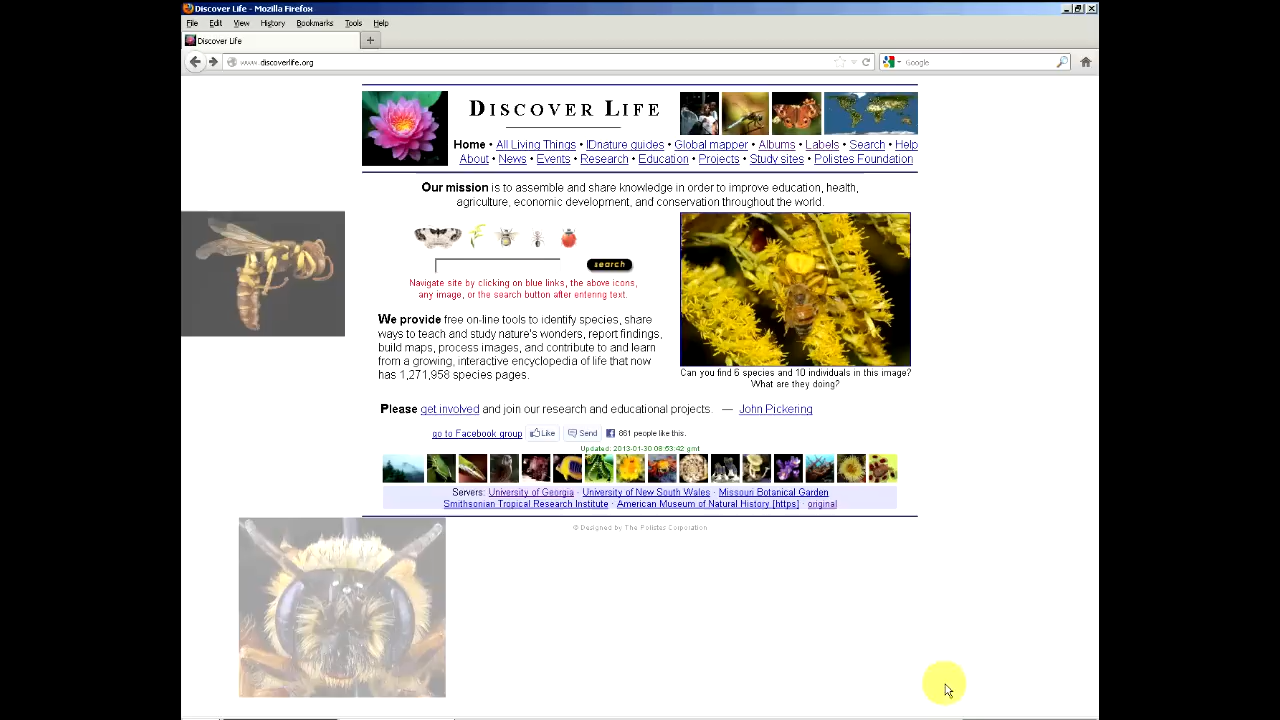 Discover Life - Mozilla Firefox
File Edit View History Bookmarks Tools Help
Discover Life
www.discoverlife.org
Google
DISCOVER LIFE
Home • All Living Things • IDnature guides • Global mapper • Albums • Labels • Search • Help
About • News • Events • Research • Education • Projects • Study sites • Polistes Foundation
Our mission is to assemble and share knowledge in order to improve education, health,
agriculture, economic development, and conservation throughout the world.
search
Navigate site by clicking on blue links, the above icons,
any image, or the search button after entering text.
We provide free on-line tools to identify species, share
ways to teach and study nature's wonders, report findings,
build maps, process images, and contribute to and learn
from a growing, interactive encyclopedia of life that now
has 1,271,958 species pages.
Can you find 6 species and 10 individuals in this image?
What are they doing?
Please get involved and join our research and educational projects. — John Pickering
go to Facebook group Like Send 861 people like this.
Updated: 2013-01-30 08:53:42 gmt
Servers: University of Georgia · University of New South Wales · Missouri Botanical Garden
Smithsonian Tropical Research Institute · American Museum of Natural History [https] · original
© Designed by The Polistes Corporation